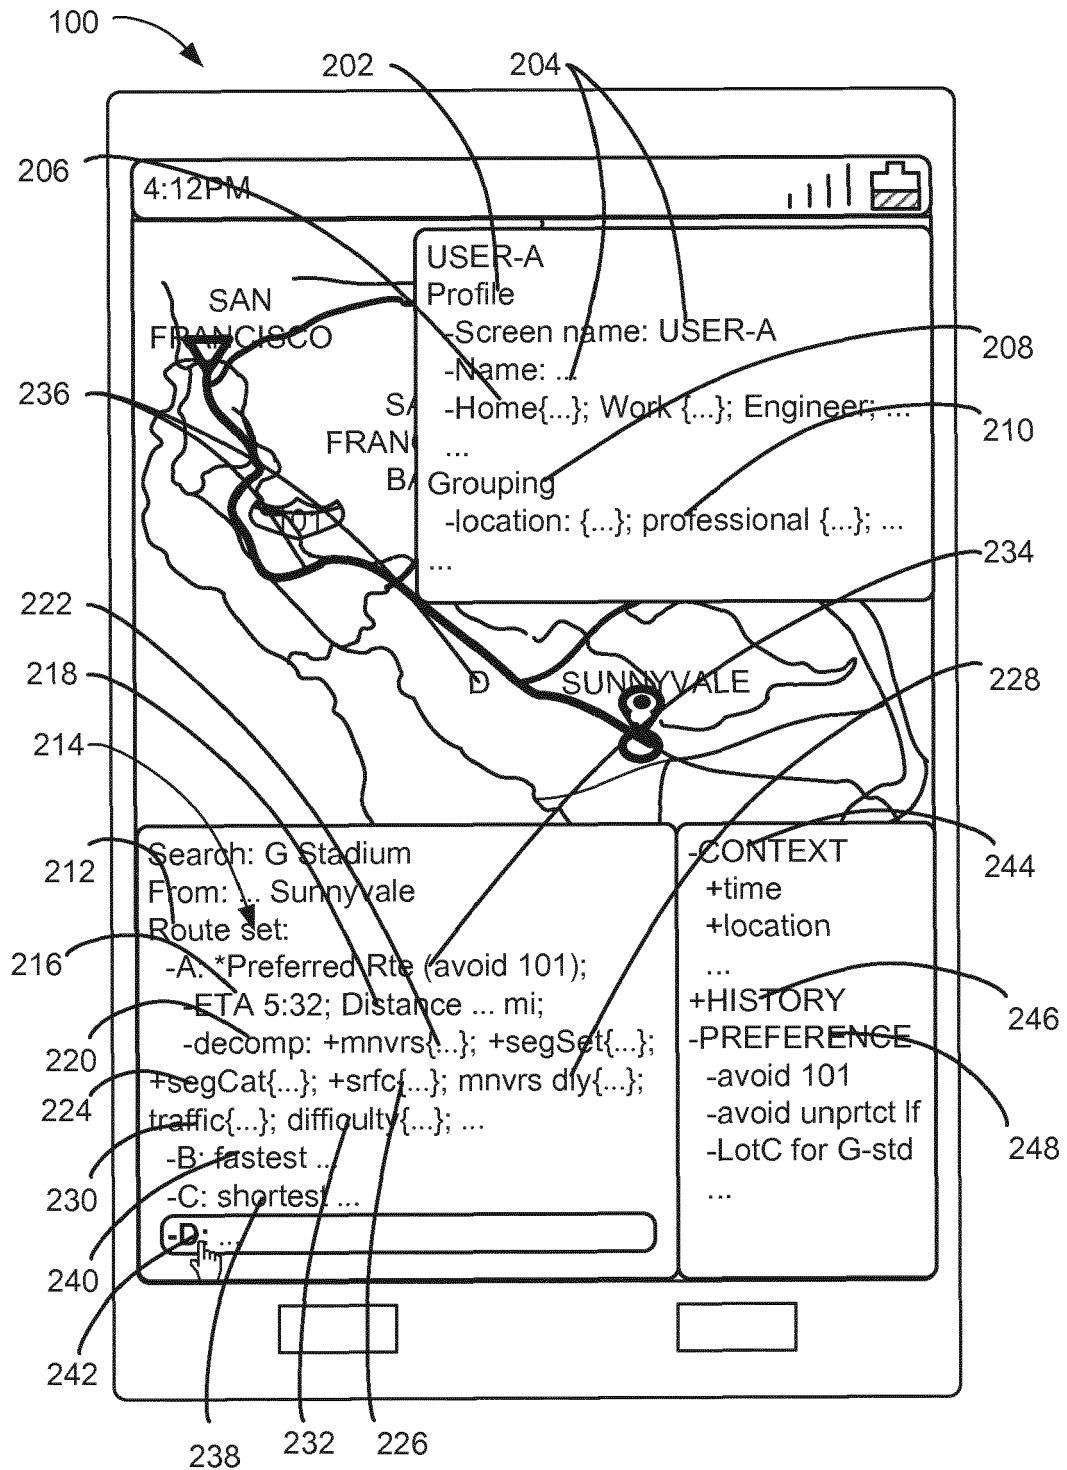 100
202
204
206
4:12PM
USER-A
Profile
-Screen name: USER-A
-Name: ...
-Home{...}; Work {...}; Engineer; ...
...
Grouping
-location: {...}; professional {...}; ...
...
SAN
FRANCISCO
208
236
SA
FRANC
BA
210
101
234
222
218
D
SUNNYVALE
228
214
212
Search: G Stadium
From: ... Sunnyvale
Route set:
-A: *Preferred Rte (avoid 101);
-ETA 5:32; Distance ... mi;
-decomp: +mnvrs{...}; +segSet{...};
+segCat{...}; +srfc{...}; mnvrs dly{...};
traffic{...}; difficulty{...}; ...
-B: fastest ...
-C: shortest ...
-D: ...
-CONTEXT
+time
+location
...
+HISTORY
-PREFERENCE
-avoid 101
-avoid unprtct lf
-LotC for G-std
...
244
216
246
220
224
248
230
240
242
238
232
226